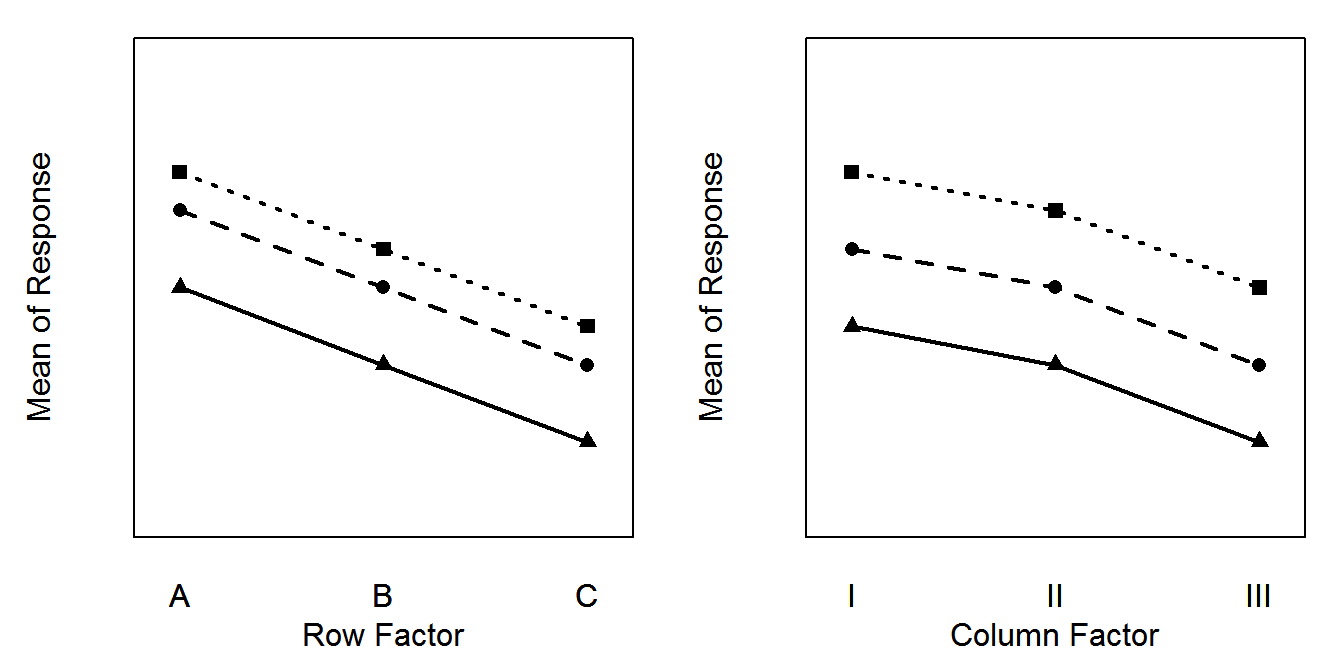 Mean of Response
A B C
Row Factor
Mean of Response
I II III
Column Factor